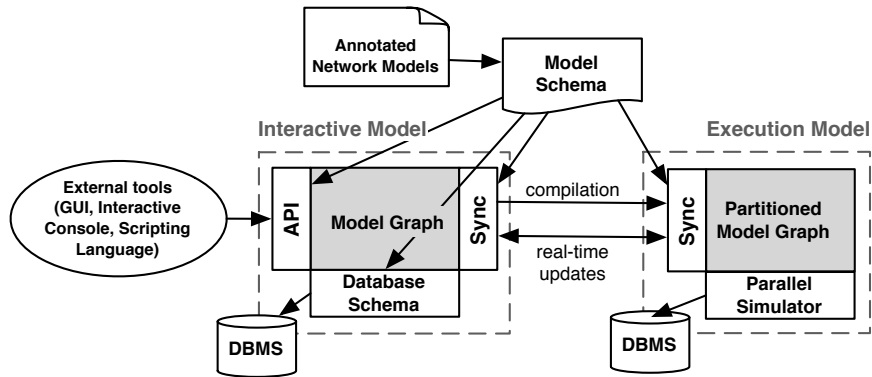 Annotated
Network Models
Model
Schema
Interactive Model
Execution Model
External tools
(GUI, Interactive
Console, Scripting
Language)
API
Model Graph
Sync
compilation
real-time
updates
Sync
Partitioned
Model Graph
Database
Schema
Parallel
Simulator
DBMS
DBMS